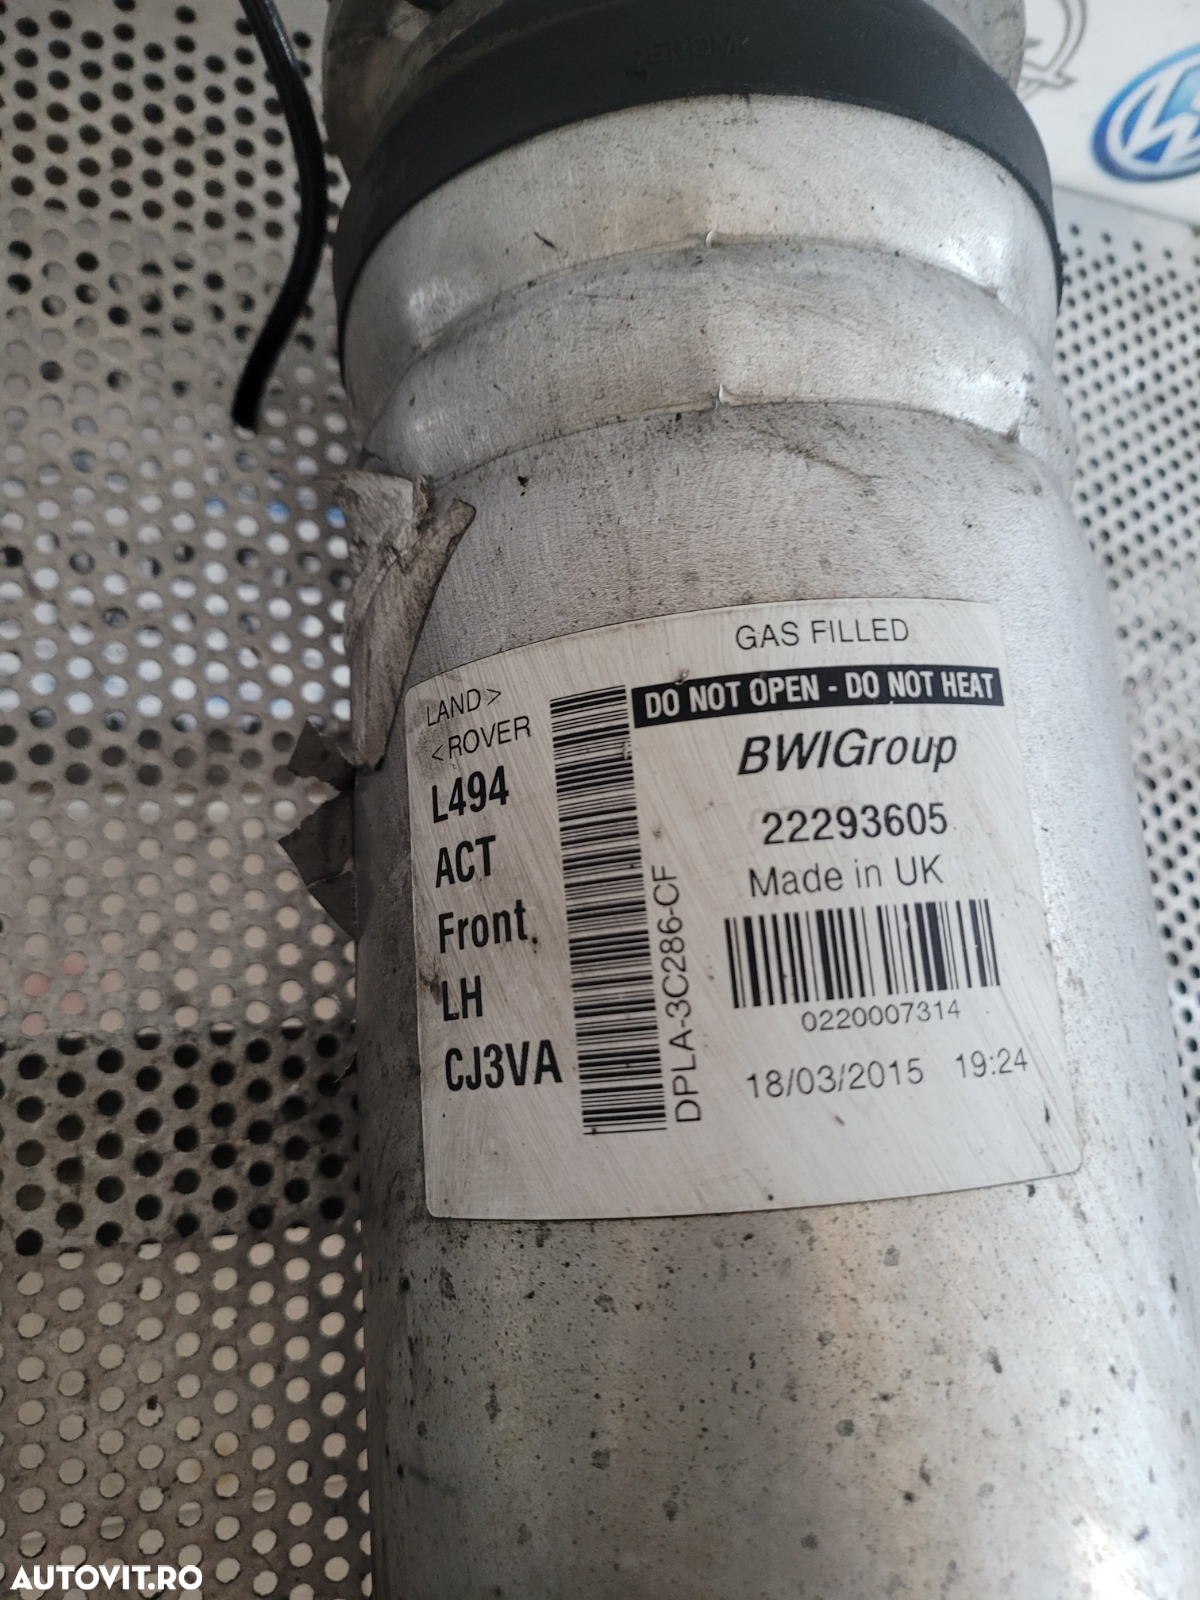 GAS FILLED
DO NOT OPEN - DO NOT HEAT
LAND >
< ROVER
L494
ACT
Front
LH
CJ3VA
DPLA-3C286-CF
BWIGroup
22293605
Made in UK
0220007314
18/03/2015 19:24
AUTOVIT.RO